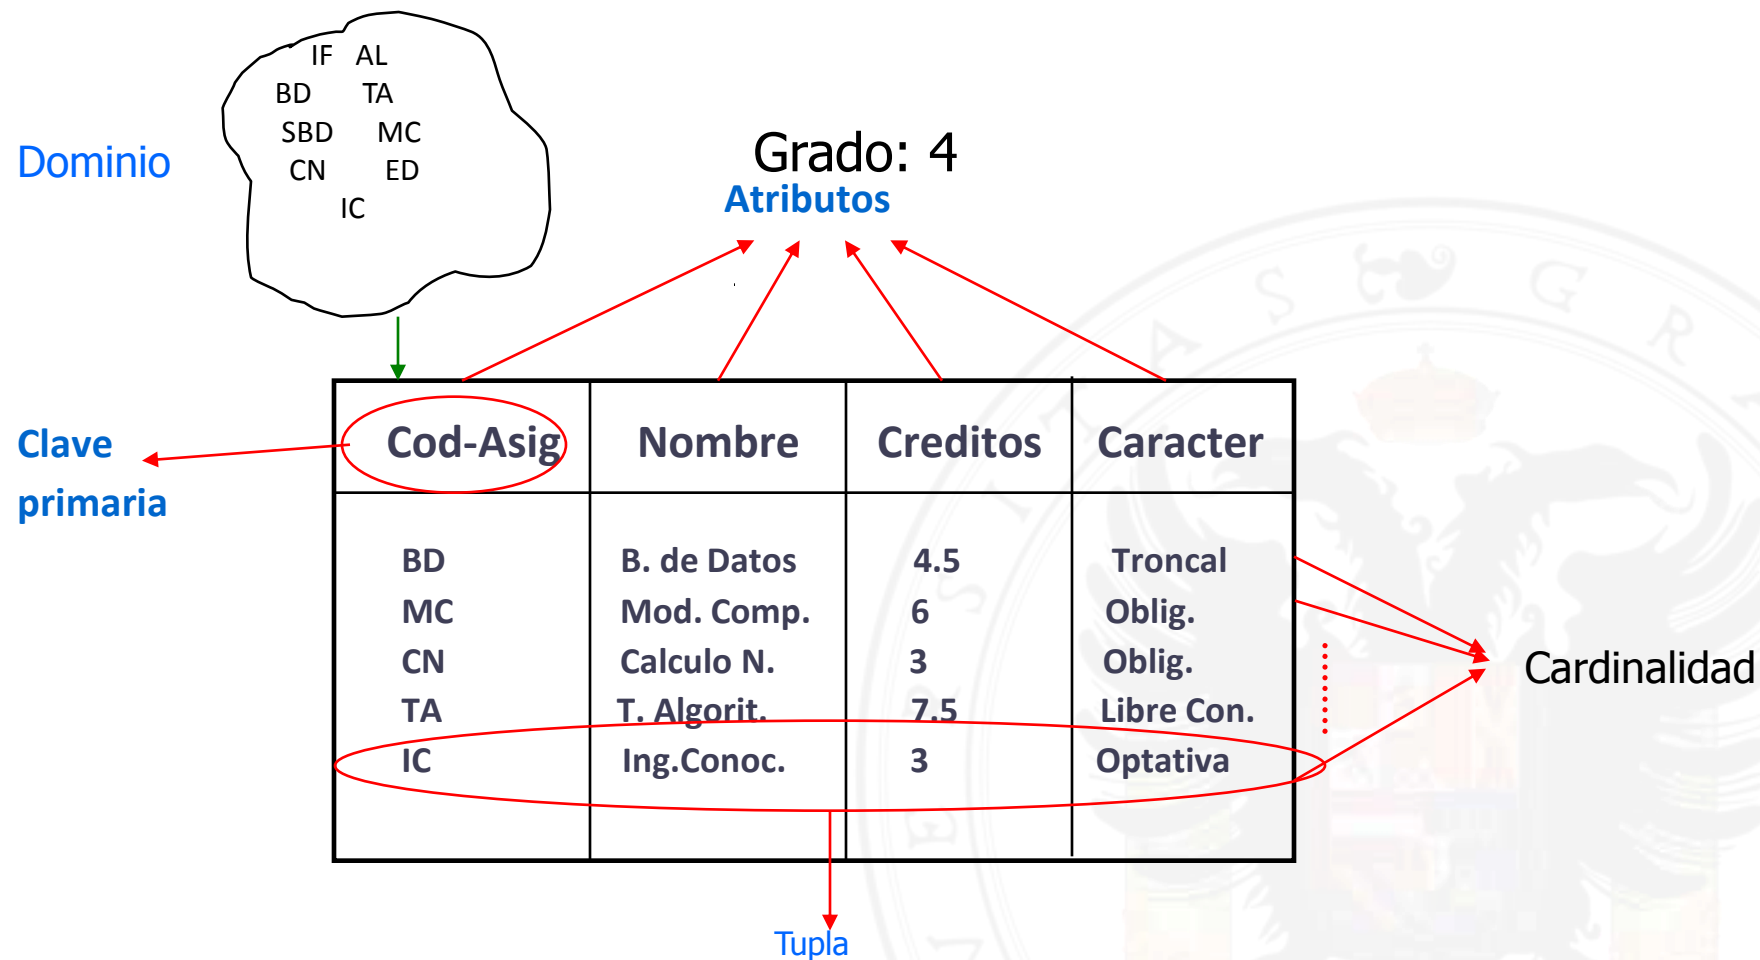 IF AL
BD TA
SBD MC
CN ED
IC
Dominio
Grado: 4
Atributos
Clave
primaria
Cod-Asig Nombre Creditos Caracter
BD B. de Datos 4.5 Troncal
MC Mod. Comp. 6 Oblig.
CN Calculo N. 3 Oblig.
TA T. Algorit. 7.5 Libre Con.
IC Ing.Conoc. 3 Optativa
Cardinalidad
Tupla